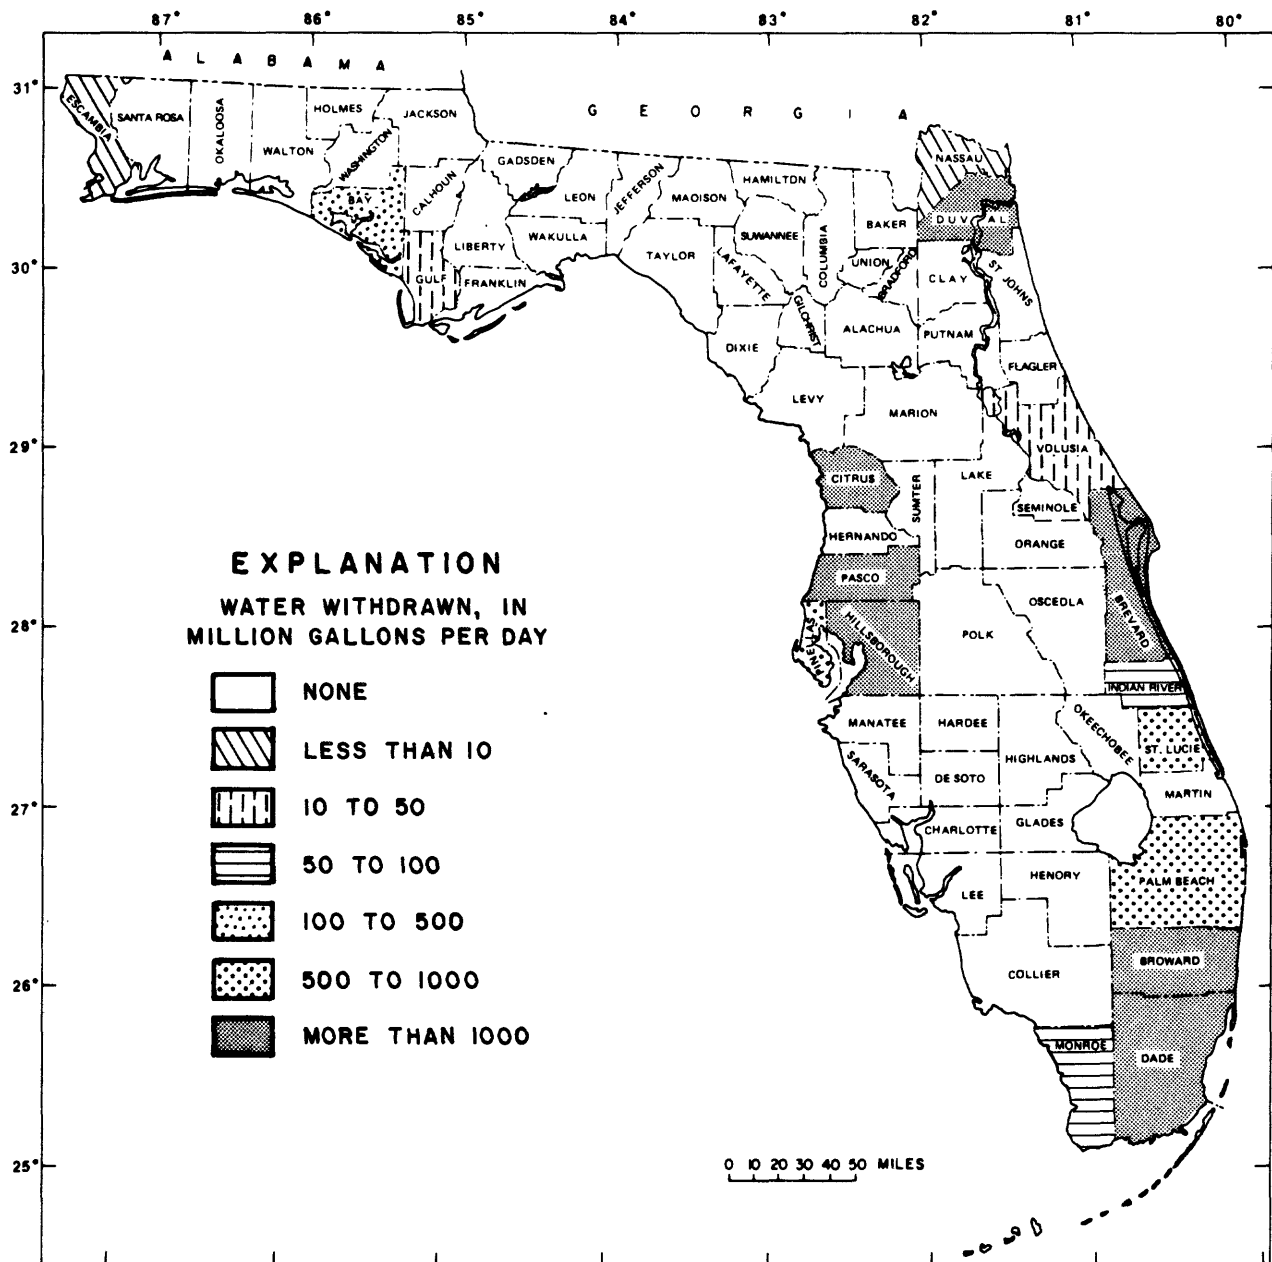 87° 86° 85° 84° 83° 82° 81° 80°
ALABAMA
31°
GEORGIA
ESCAMBIA
SANTA ROSA
OKALOOSA
WALTON
HOLMES
WASHINGTON
JACKSON
BAY
CALHOUN
GULF
GADSDEN
LIBERTY
FRANKLIN
LEON
WAKULLA
JEFFERSON
MADISON
TAYLOR
HAMILTON
SUWANNEE
LAFAYETTE
COLUMBIA
GILCHRIST
DIXIE
BAKER
UNION
BRADFORD
NASSAU
DUVAL
CLAY
ST JOHNS
30°
ALACHUA
PUTNAM
FLAGLER
LEVY
MARION
29°
VOLUSIA
CITRUS
SUMTER
LAKE
SEMINOLE
HERNANDO
ORANGE
PASCO
OSCEOLA
BREVARD
28°
PINELLAS
HILLSBOROUGH
POLK
INDIAN RIVER
MANATEE
HARDEE
OKEECHOBEE
ST. LUCIE
SARASOTA
DE SOTO
HIGHLANDS
MARTIN
27°
CHARLOTTE
GLADES
LEE
HENDRY
PALM BEACH
26°
COLLIER
BROWARD
MONROE
DADE
25°
EXPLANATION
WATER WITHDRAWN, IN
MILLION GALLONS PER DAY
NONE
LESS THAN 10
10 TO 50
50 TO 100
100 TO 500
500 TO 1000
MORE THAN 1000
0 10 20 30 40 50 MILES